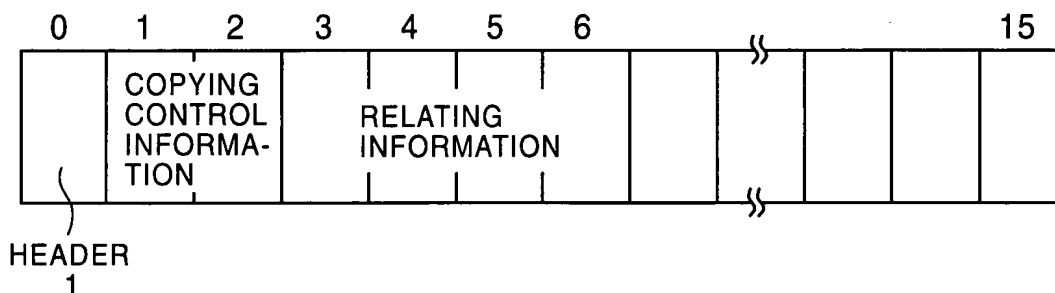 0 1 2 3 4 5 6 15
COPYING
CONTROL
INFORMA-
TION
RELATING
INFORMATION
HEADER
1